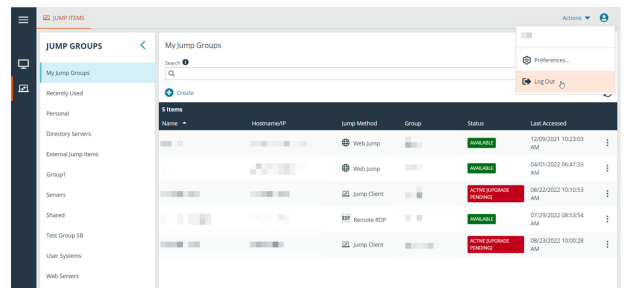 JUMP ITEMS
Actions
JUMP GROUPS
My Jump Groups
Recently Used
Personal
Directory Servers
External Jump Items
Group1
Servers
Shared
Test Group SB
User Systems
Web Servers
My Jump Groups
Search
Create
Preferences...
Log Out
5 Items
Name Hostname/IP Jump Method Group Status Last Accessed
Web Jump AVAILABLE 12/09/2021 10:23:03
AM
Web Jump AVAILABLE 04/01/2022 06:41:33
AM
Jump Client ACTIVE [UPGRADE 08/22/2022 10:10:53
PENDING] AM
RDP Remote RDP AVAILABLE 07/29/2022 08:53:54
AM
Jump Client ACTIVE [UPGRADE 08/23/2022 10:00:28
PENDING] AM